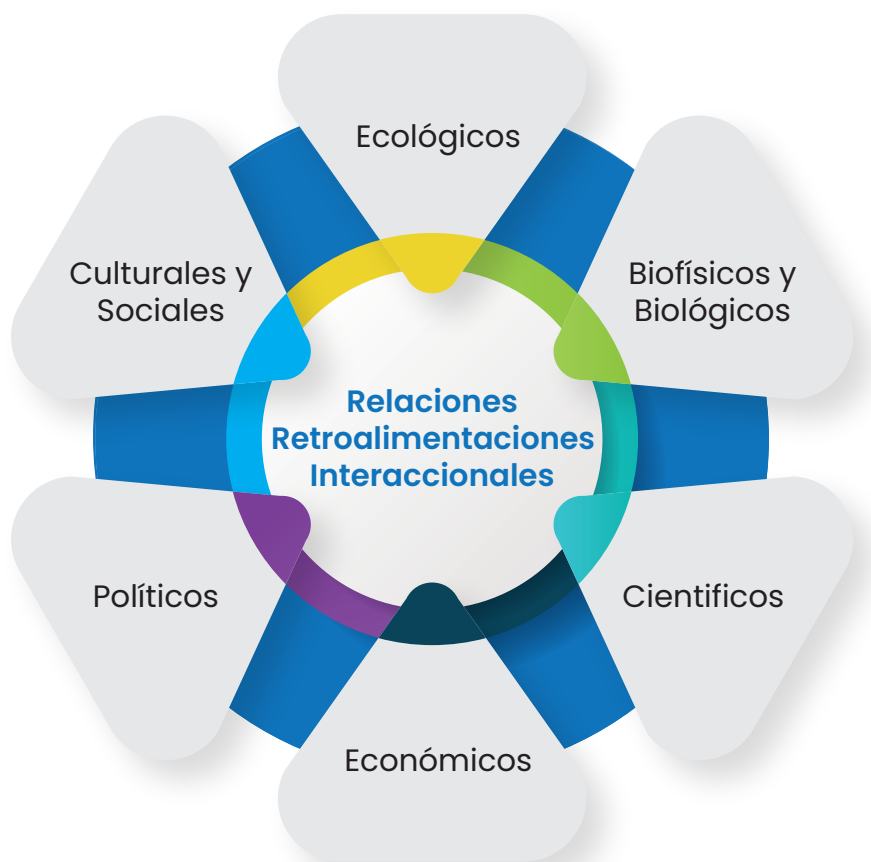 Ecológicos
Culturales y
Sociales
Biofísicos y
Biológicos
Relaciones
Retroalimentaciones
Interaccionales
Políticos
Cientificos
Económicos